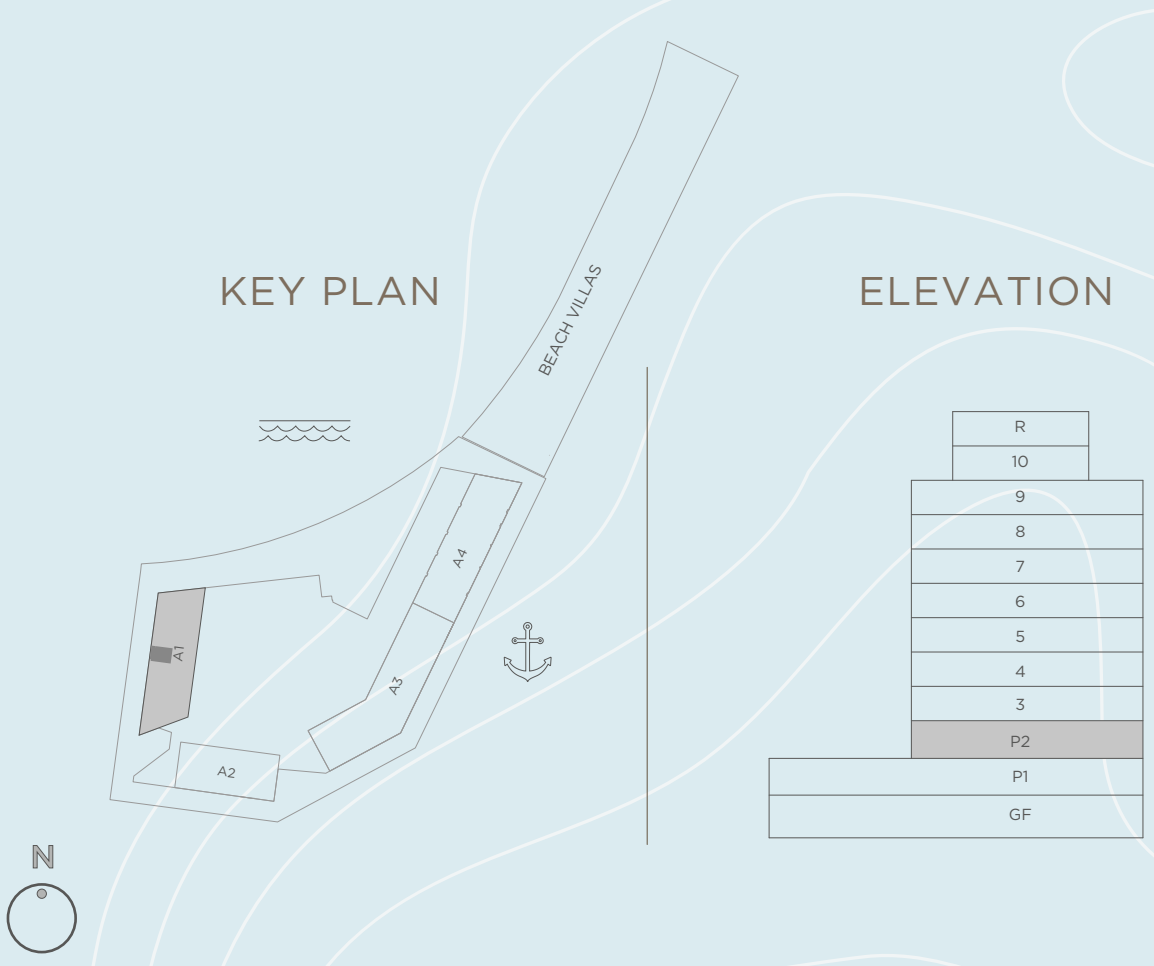 KEY PLAN
ELEVATION
BEACH VILLAS
A4
A1
A3
A2
R
10
9
8
7
6
5
4
3
P2
P1
GF
N